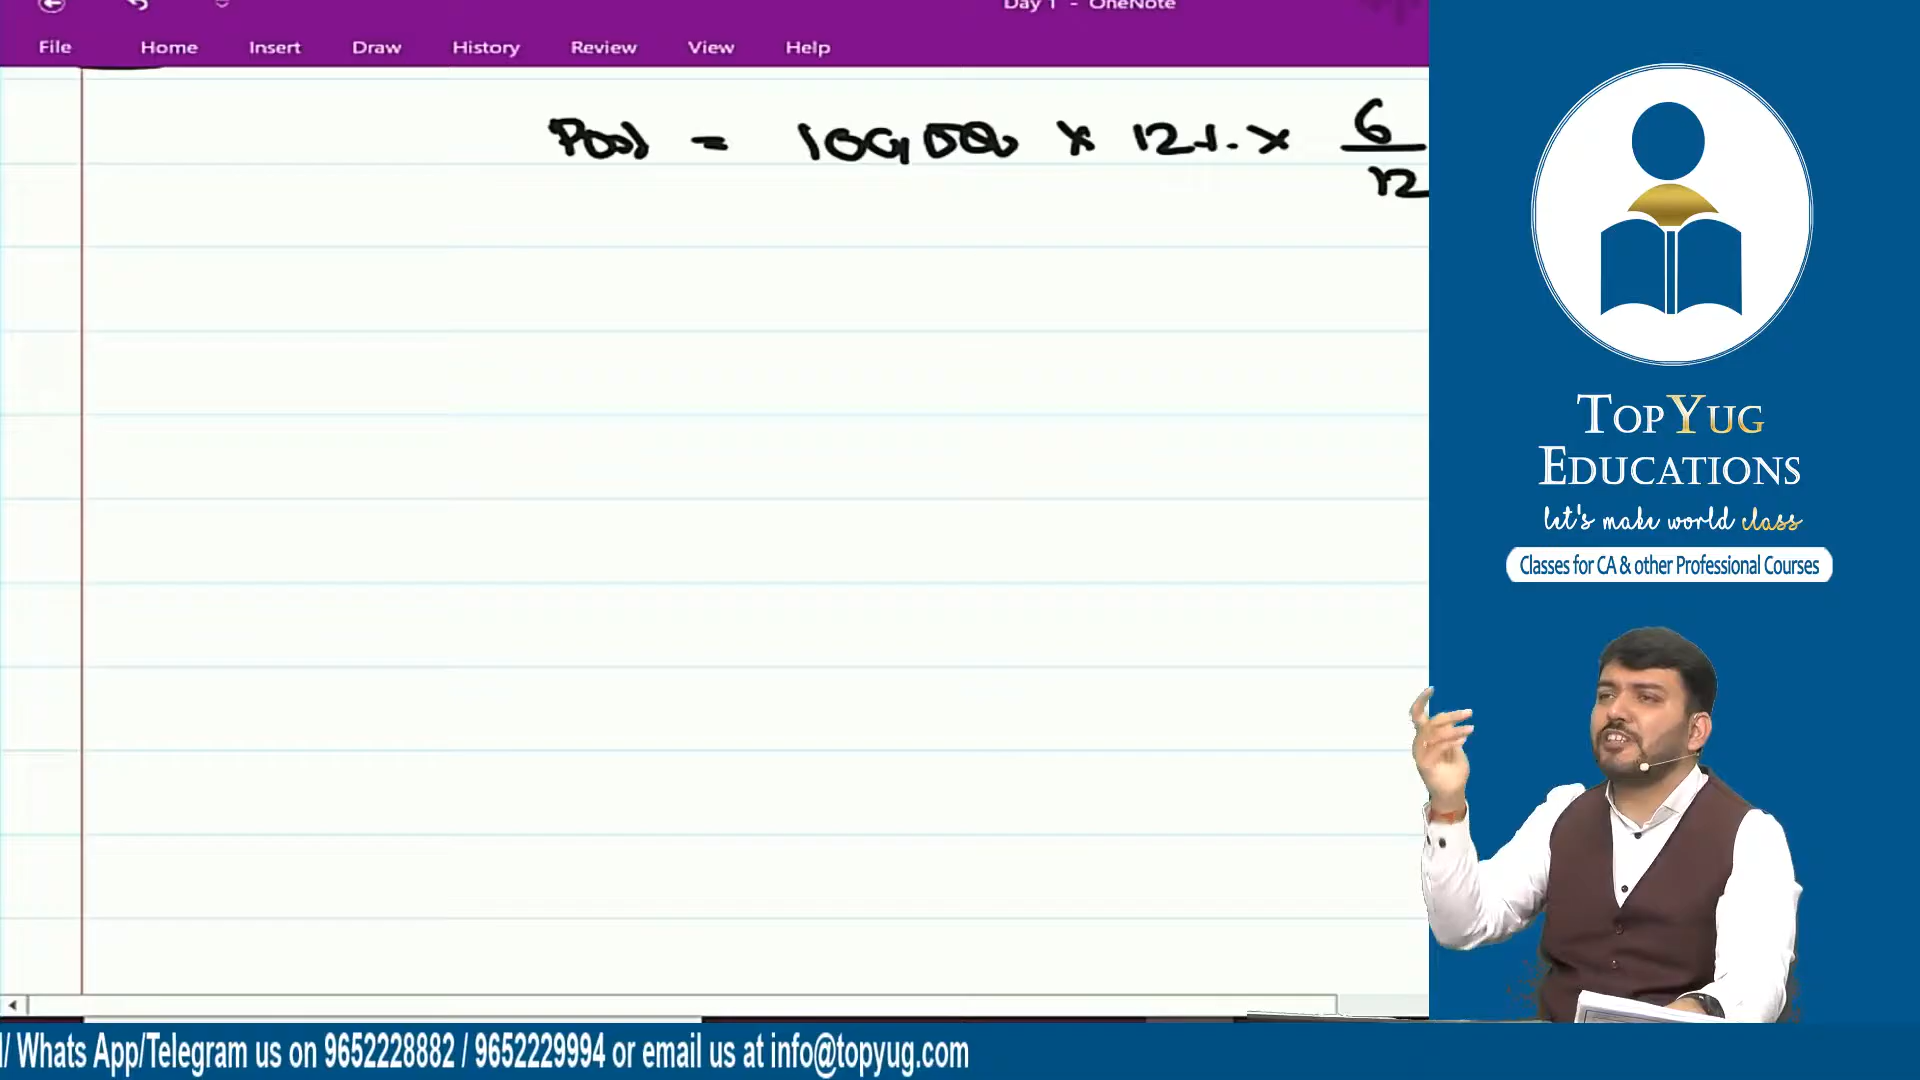 Day 1 - OneNote
File Home Insert Draw History Review View Help
= 100,000 × 12% × 6/12
TOPYUG
EDUCATIONS
let's make world class
Classes for CA & other Professional Courses
/ Whats App/Telegram us on 9652228882 / 9652229994 or email us at info@topyug.com